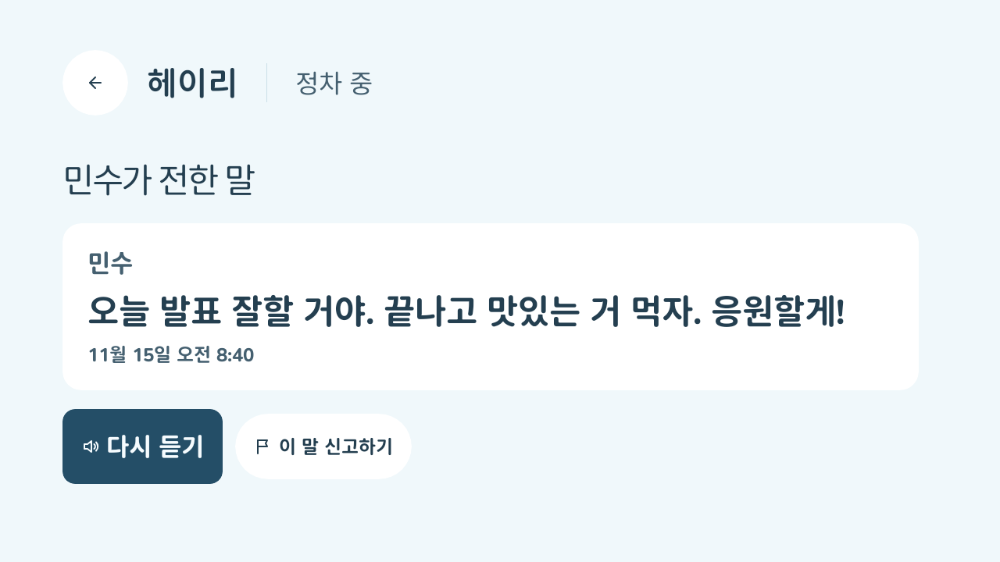 헤이리
정차 중
민수가 전한 말
민수
오늘 발표 잘할 거야. 끝나고 맛있는 거 먹자. 응원할게!
11월 15일 오전 8:40
다시 듣기
이 말 신고하기